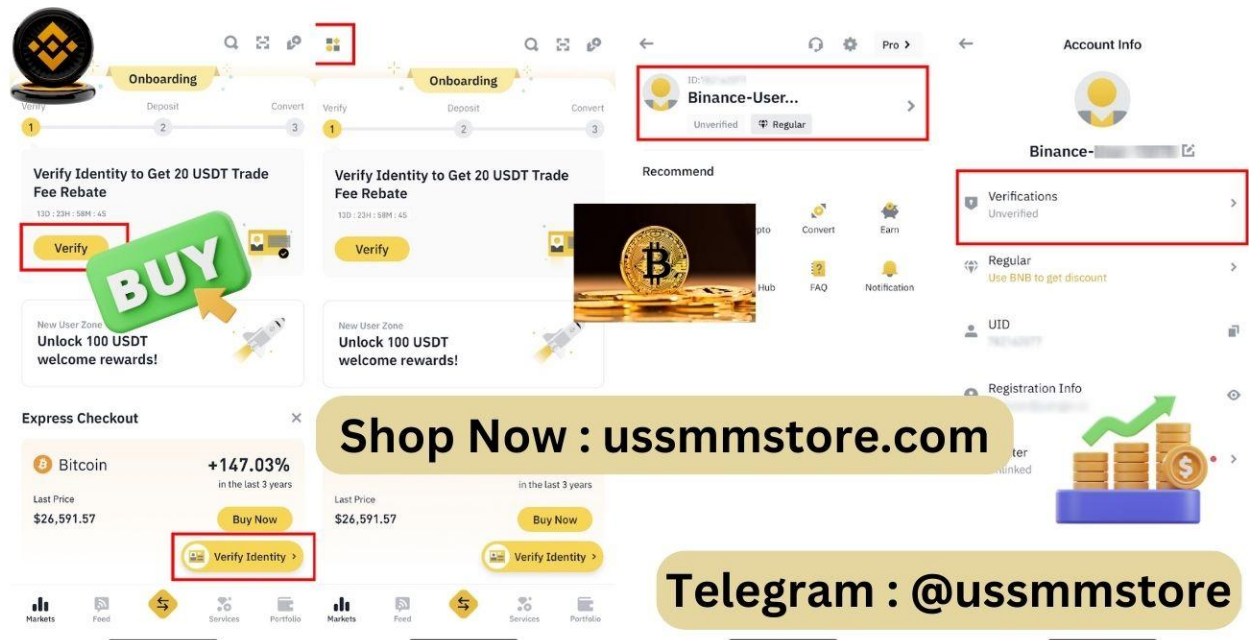 Onboarding
Verify
Deposit
Convert
1
2
3
Verify Identity to Get 20 USDT Trade
Fee Rebate
13D : 23H : 58M : 4S
Verify
BUY
New User Zone
Unlock 100 USDT
welcome rewards!
Express Checkout
Bitcoin
+147.03%
in the last 3 years
Last Price
$26,591.57
Buy Now
Verify Identity
Markets
Feed
Services
Portfolio
Onboarding
Verify
Deposit
Convert
1
2
3
Verify Identity to Get 20 USDT Trade
Fee Rebate
13D : 23H : 58M : 4S
Verify
New User Zone
Unlock 100 USDT
welcome rewards!
in the last 3 years
Last Price
$26,591.57
Buy Now
Verify Identity
Markets
Feed
Services
Portfolio
Pro
ID:
Binance-User...
Unverified
Regular
Recommend
Convert
Earn
Hub
FAQ
Notification
Account Info
Binance-
Verifications
Unverified
Regular
Use BNB to get discount
UID
Registration Info
Shop Now : ussmmstore.com
Telegram : @ussmmstore